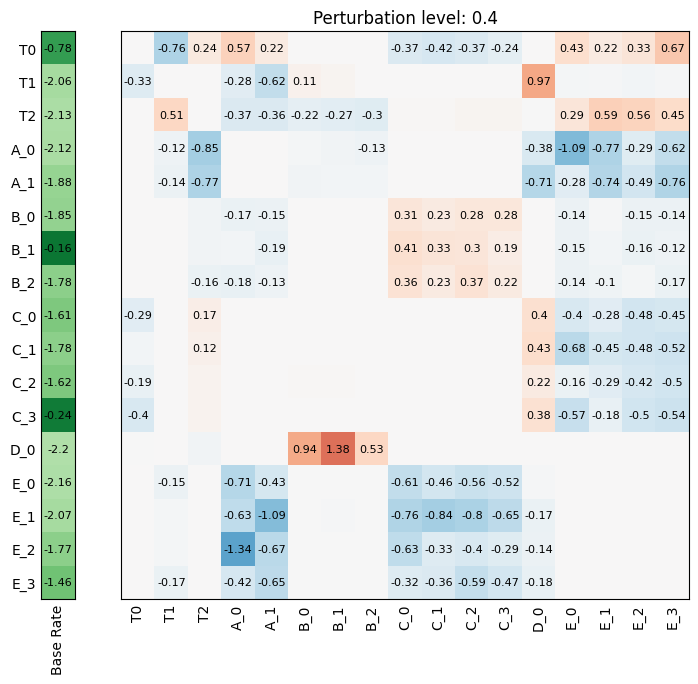 Perturbation level: 0.4
T0 -0.78 -0.76 0.24 0.57 0.22 -0.37 -0.42 -0.37 -0.24 0.43 0.22 0.33 0.67
T1 -2.06 -0.33 -0.28 -0.62 0.11 0.97
T2 -2.13 0.51 -0.37 -0.36 -0.22 -0.27 -0.3 0.29 0.59 0.56 0.45
A_0 -2.12 -0.12 -0.85 -0.13 -0.38 -1.09 -0.77 -0.29 -0.62
A_1 -1.88 -0.14 -0.77 -0.71 -0.28 -0.74 -0.49 -0.76
B_0 -1.85 -0.17 -0.15 0.31 0.23 0.28 0.28 -0.14 -0.15 -0.14
B_1 -0.16 -0.19 0.41 0.33 0.3 0.19 -0.15 -0.16 -0.12
B_2 -1.78 -0.16 -0.18 -0.13 0.36 0.23 0.37 0.22 -0.14 -0.1 -0.17
C_0 -1.61 -0.29 0.17 0.4 -0.4 -0.28 -0.48 -0.45
C_1 -1.78 0.12 0.43 -0.68 -0.45 -0.48 -0.52
C_2 -1.62 -0.19 0.22 -0.16 -0.29 -0.42 -0.5
C_3 -0.24 -0.4 0.38 -0.57 -0.18 -0.5 -0.54
D_0 -2.2 0.94 1.38 0.53
E_0 -2.16 -0.15 -0.71 -0.43 -0.61 -0.46 -0.56 -0.52
E_1 -2.07 -0.63 -1.09 -0.76 -0.84 -0.8 -0.65 -0.17
E_2 -1.77 -1.34 -0.67 -0.63 -0.33 -0.4 -0.29 -0.14
E_3 -1.46 -0.17 -0.42 -0.65 -0.32 -0.36 -0.59 -0.47 -0.18
Base Rate T0 T1 T2 A_0 A_1 B_0 B_1 B_2 C_0 C_1 C_2 C_3 D_0 E_0 E_1 E_2 E_3